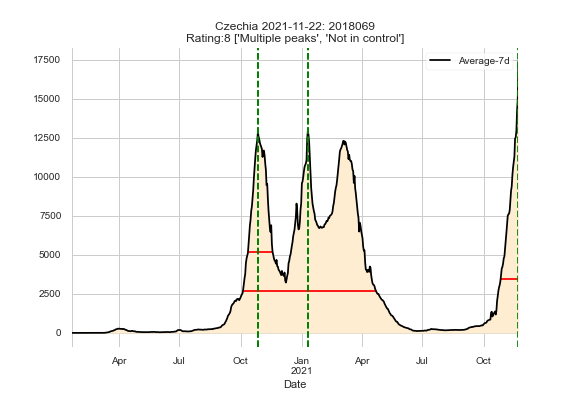 Czechia 2021-11-22: 2018069
Rating:8 ['Multiple peaks', 'Not in control']
Average-7d
17500
15000
12500
10000
7500
5000
2500
0
Apr
Jul
Oct
Jan
2021
Apr
Jul
Oct
Date